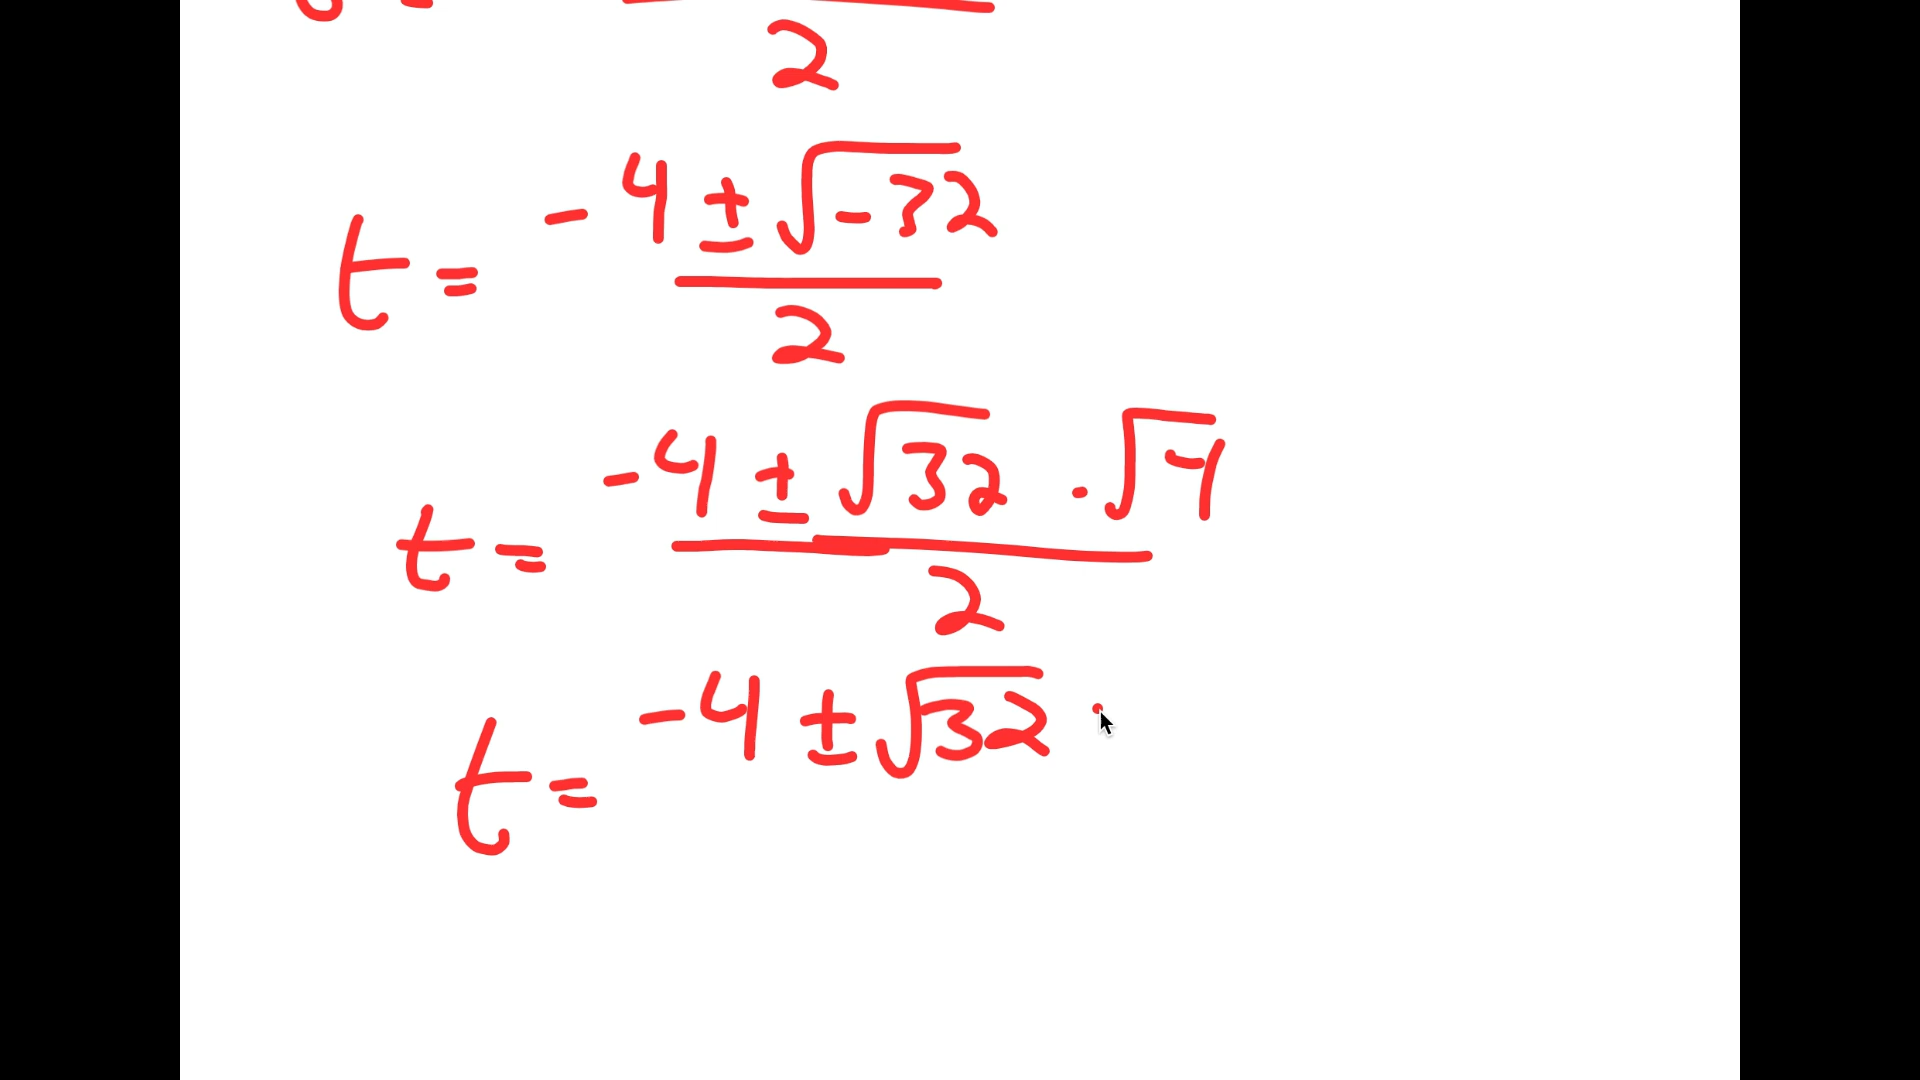 2
t = -4 ± √-32 / 2
t = -4 ± √32 · √-1 / 2
t = -4 ± √32 ·